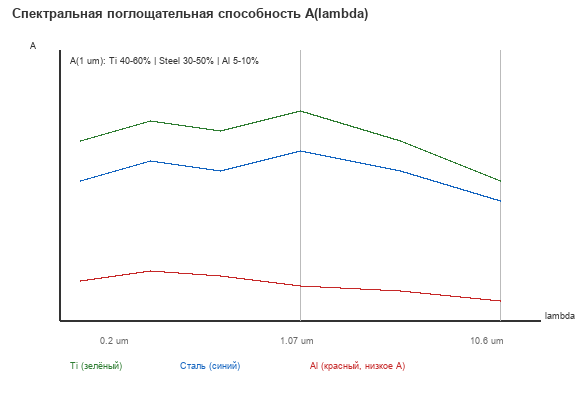 Спектральная поглощательная способность A(lambda)
A
A(1 um): Ti 40-60% | Steel 30-50% | Al 5-10%
lambda
0.2 um 1.07 um 10.6 um
Ti (зелёный) Сталь (синий) Al (красный, низкое A)